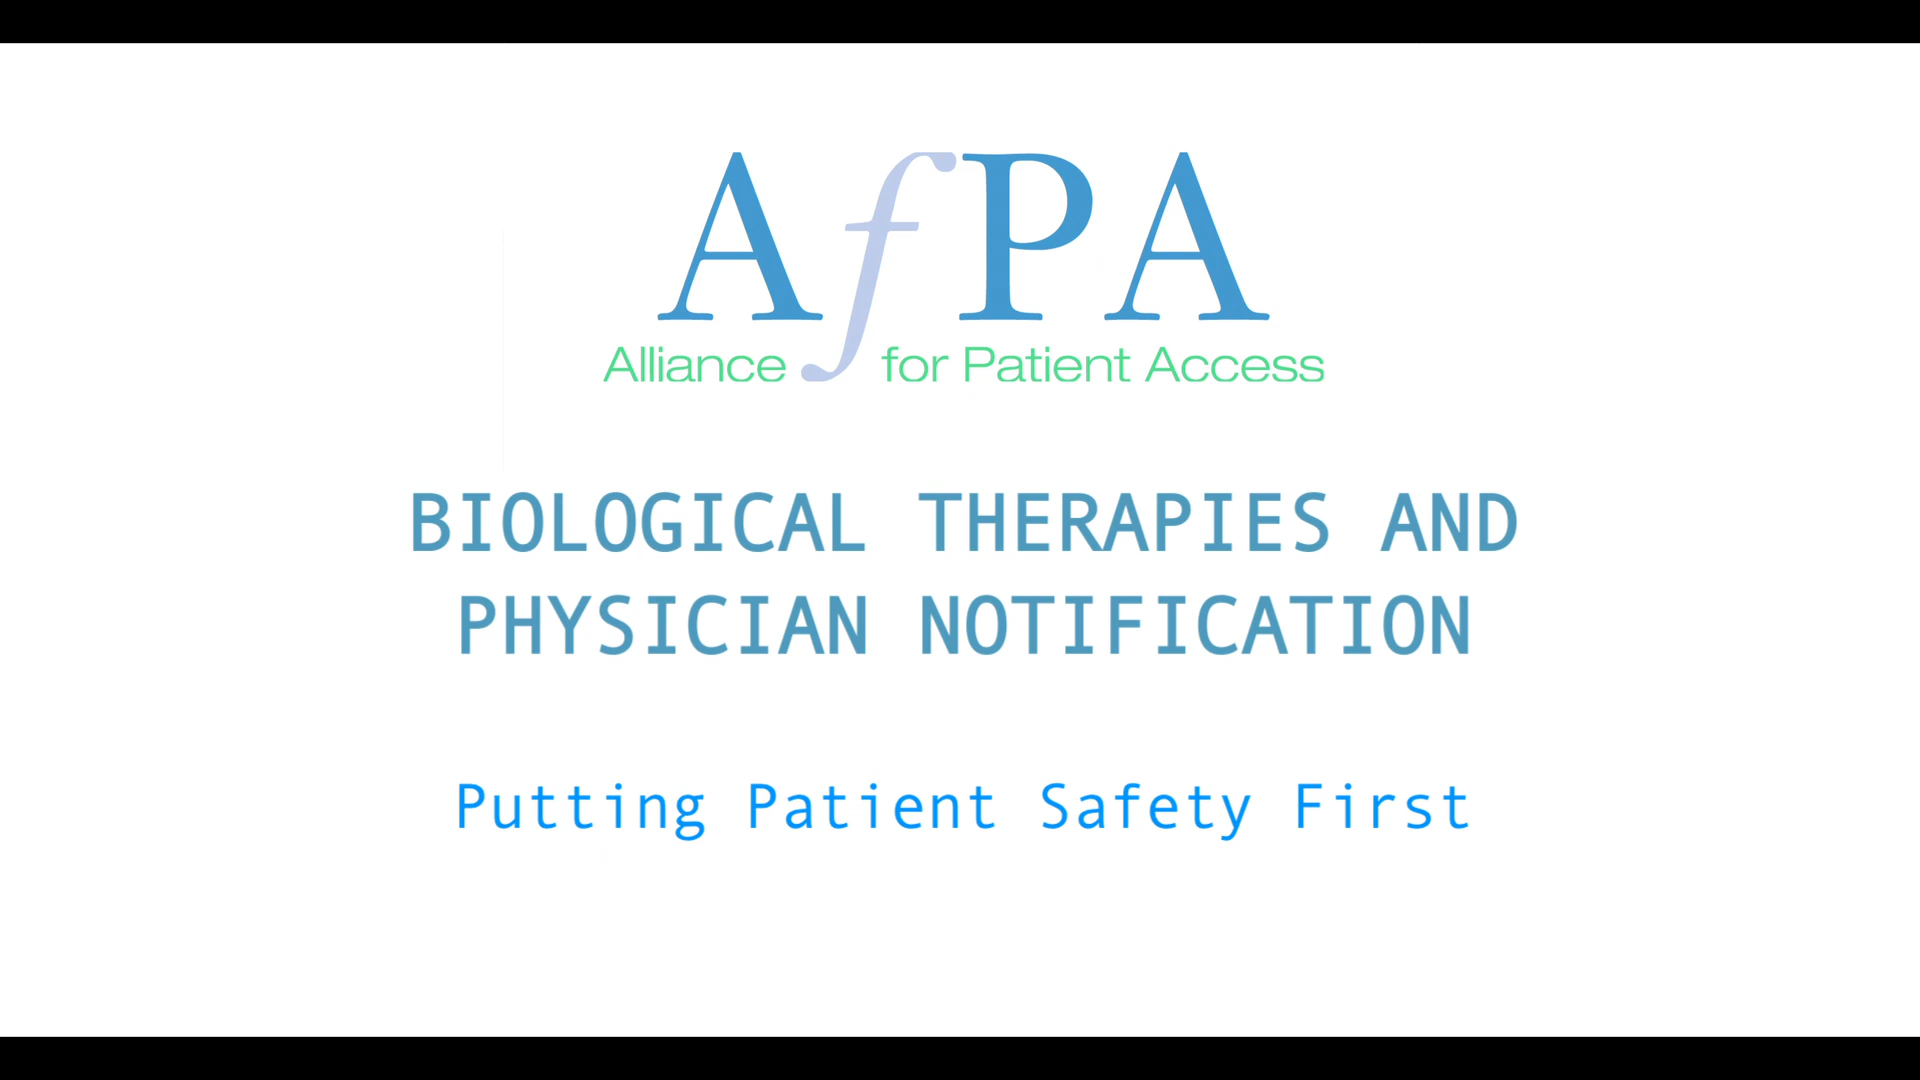 AfPA
Alliance for Patient Access
BIOLOGICAL THERAPIES AND
PHYSICIAN NOTIFICATION
Putting Patient Safety First